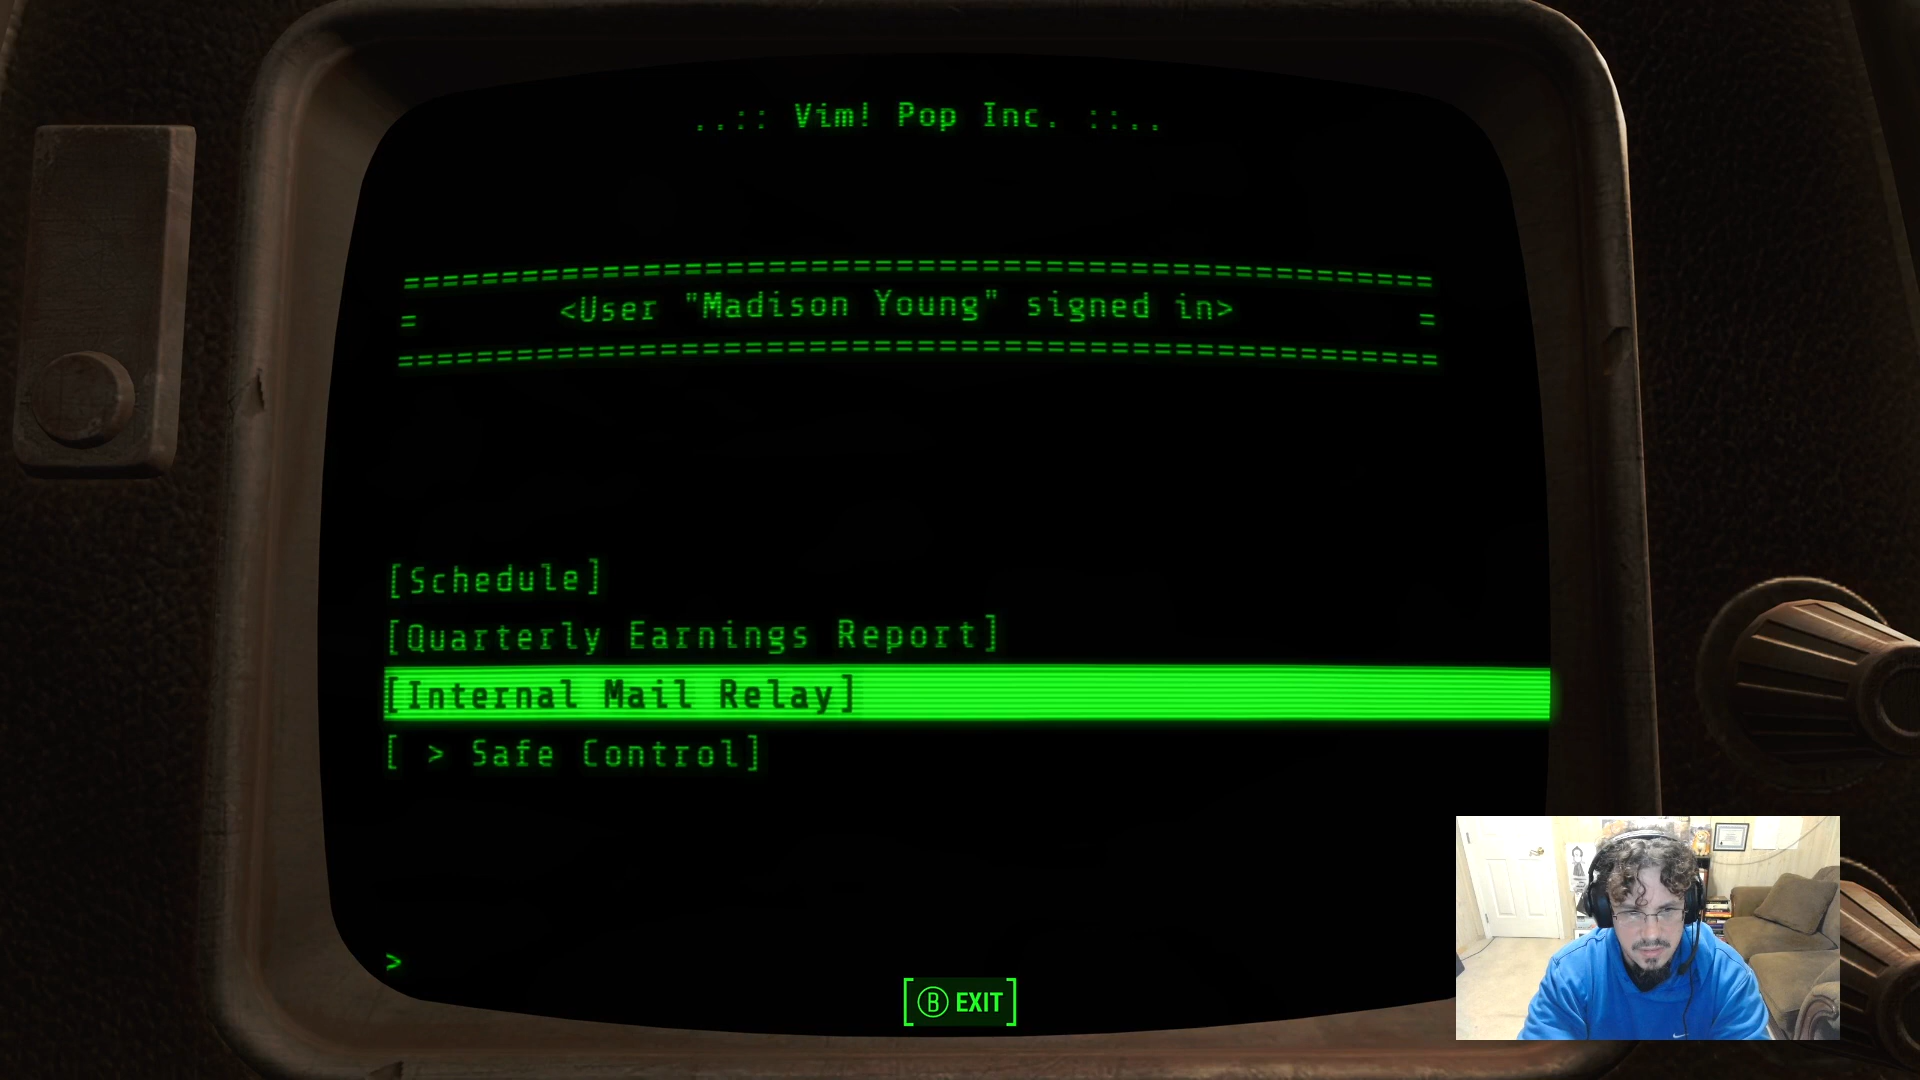 ..:: Vim! Pop Inc. ::..
=====================================================
= <User "Madison Young" signed in> =
=====================================================
[Schedule]
[Quarterly Earnings Report]
[Internal Mail Relay]
[ > Safe Control]
>
[Ⓑ EXIT]